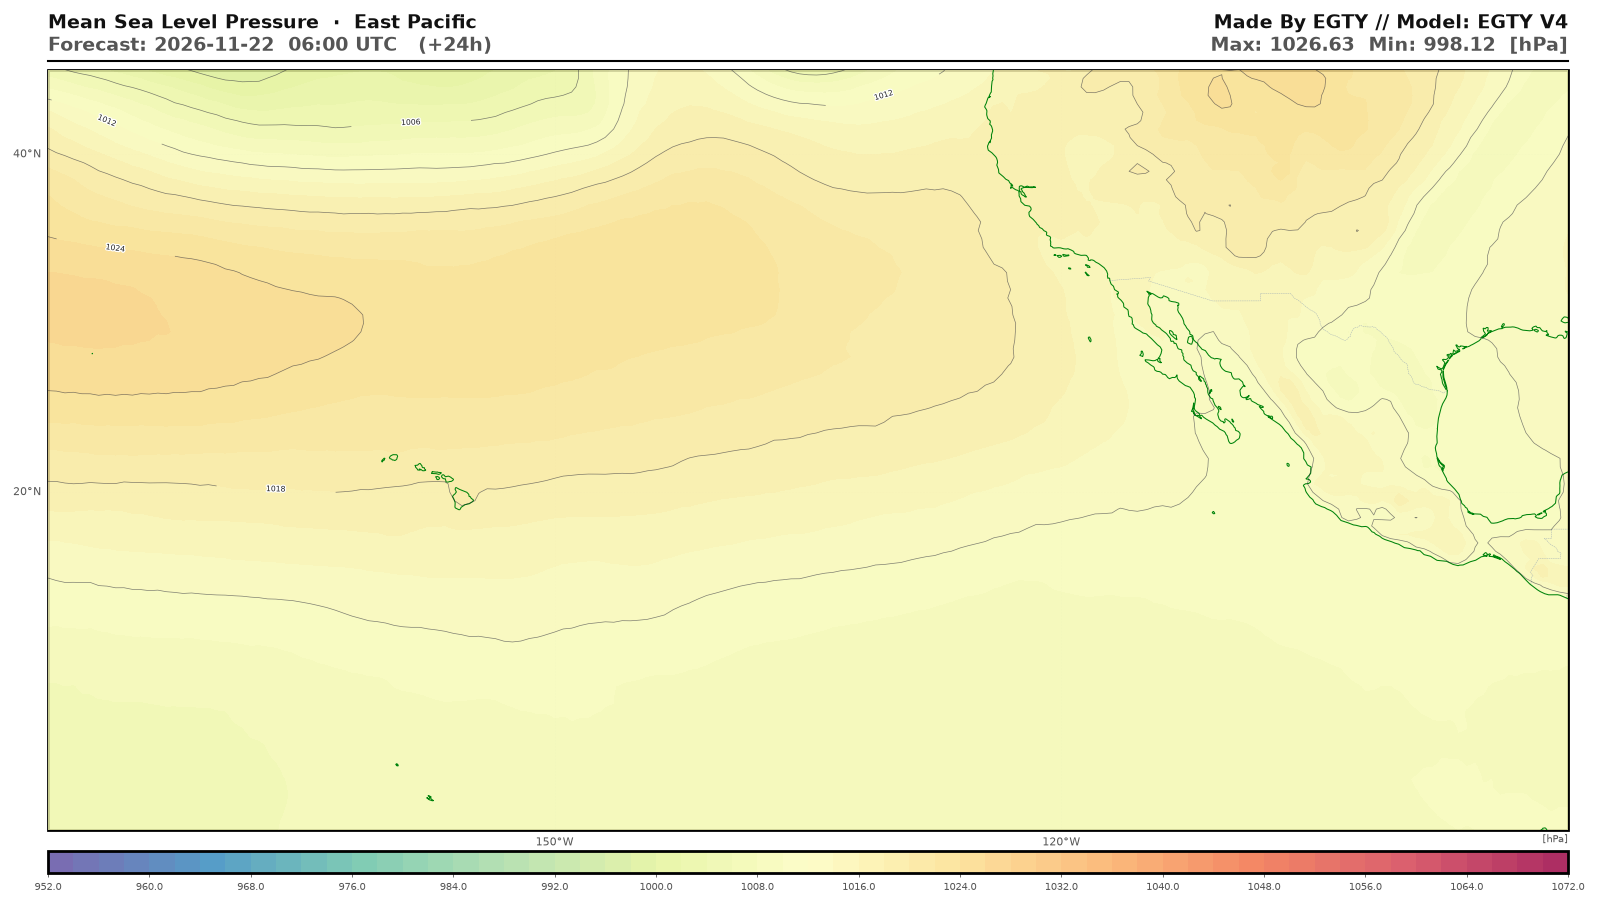 Mean Sea Level Pressure · East Pacific
Made By EGTY // Model: EGTY V4
Forecast: 2026-11-22 06:00 UTC (+24h)
Max: 1026.63 Min: 998.12 [hPa]
1012
1012
1006
40°N
1024
20°N
1018
150°W
120°W
[hPa]
952.0
960.0
968.0
976.0
984.0
992.0
1000.0
1008.0
1016.0
1024.0
1032.0
1040.0
1048.0
1056.0
1064.0
1072.0